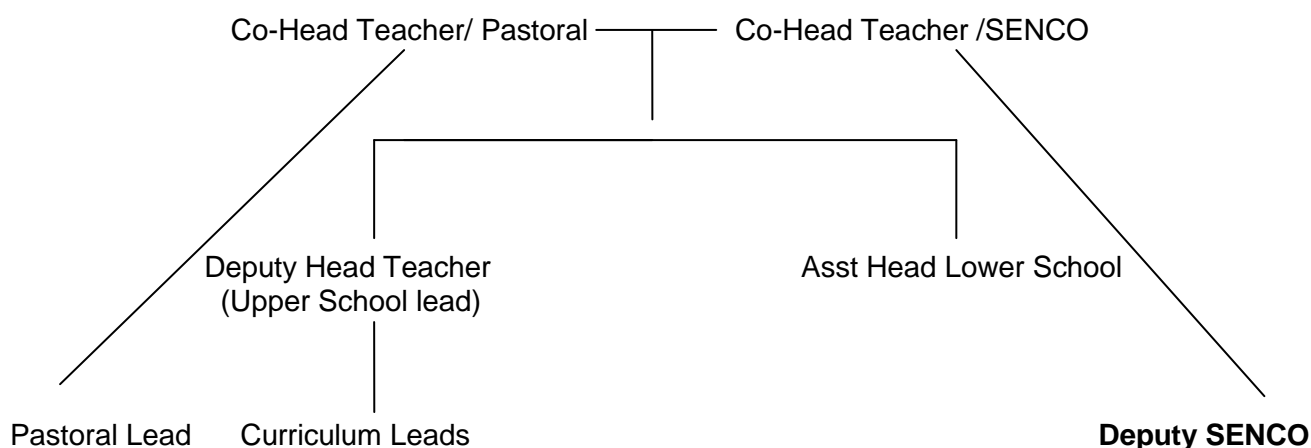 Co-Head Teacher/ Pastoral
Co-Head Teacher /SENCO
Deputy Head Teacher
(Upper School lead)
Asst Head Lower School
Pastoral Lead
Curriculum Leads
Deputy SENCO